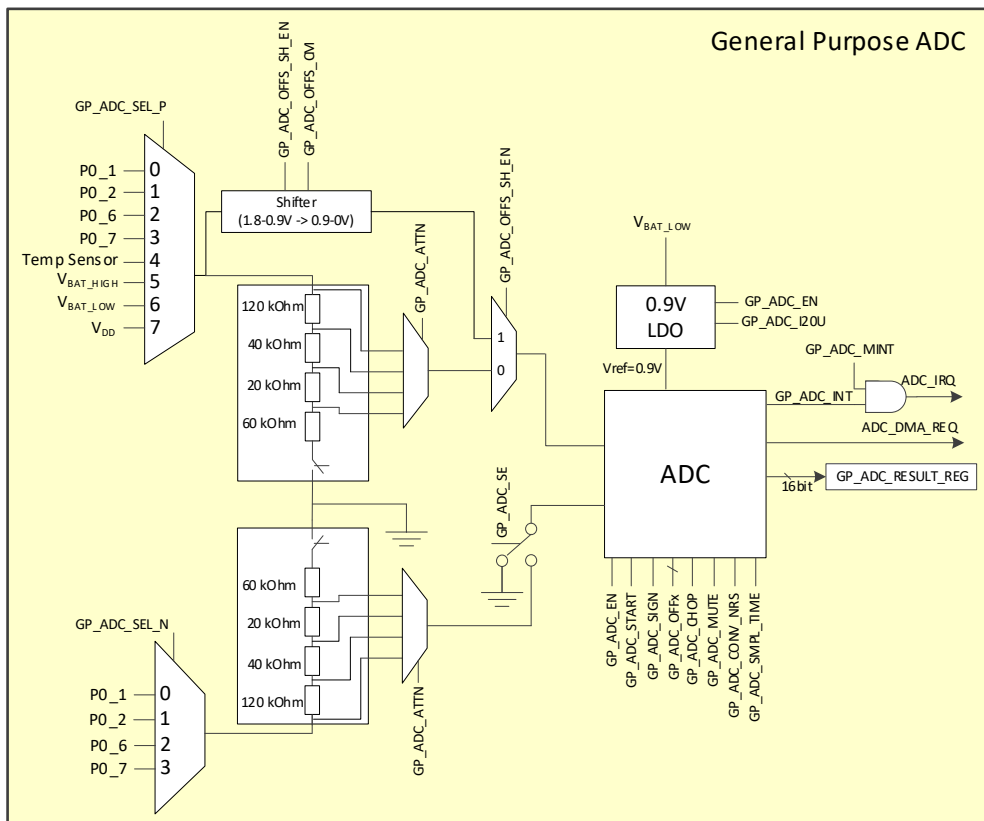 General Purpose ADC
GP_ADC_OFFS_SH_EN
GP_ADC_OFFS_CM
GP_ADC_SEL_P
P0_1
0
P0_2
1
P0_6
2
P0_7
3
Temp Sensor
4
VBAT_HIGH
5
VBAT_LOW
6
VDD
7
Shifter
(1.8-0.9V -> 0.9-0V)
GP_ADC_ATTN
GP_ADC_OFFS_SH_EN
1
0
120 kOhm
40 kOhm
20 kOhm
60 kOhm
VBAT_LOW
0.9V
LDO
GP_ADC_EN
GP_ADC_I20U
Vref=0.9V
GP_ADC_MINT
GP_ADC_INT
ADC_IRQ
ADC_DMA_REQ
ADC
16bit
GP_ADC_RESULT_REG
GP_ADC_SE
GP_ADC_EN
GP_ADC_START
GP_ADC_SIGN
GP_ADC_OFFx
GP_ADC_CHOP
GP_ADC_MUTE
GP_ADC_CONV_NRS
GP_ADC_SMPL_TIME
60 kOhm
20 kOhm
40 kOhm
120 kOhm
GP_ADC_ATTN
GP_ADC_SEL_N
P0_1
0
P0_2
1
P0_6
2
P0_7
3